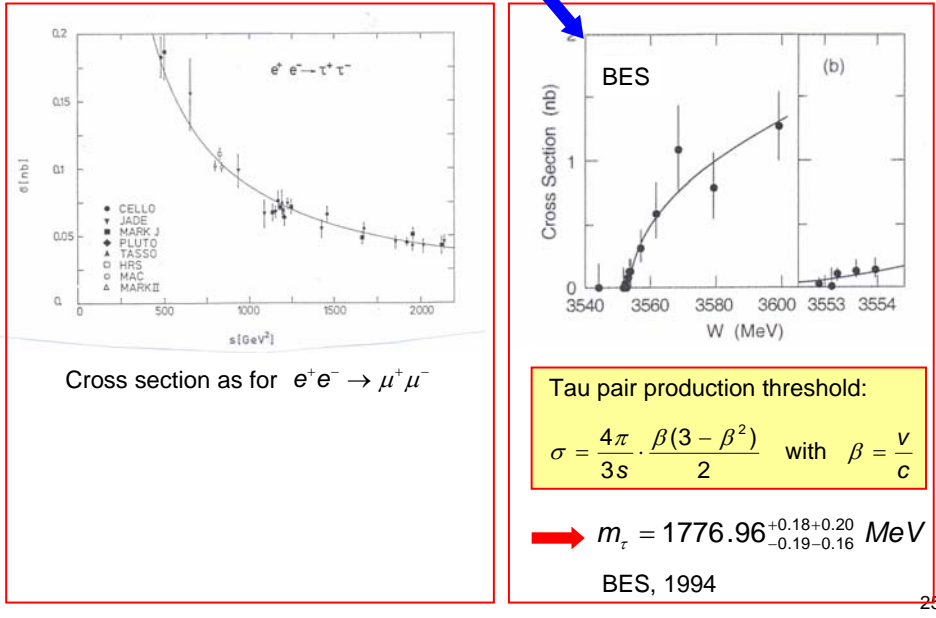 0.2
0.15
0.1
0.05
0.
σ [nb]
e⁺ e⁻ → τ⁺ τ⁻
● CELLO
▼ JADE
■ MARK J
◆ PLUTO
▲ TASSO
□ HRS
○ MAC
△ MARK II
0 500 1000 1500 2000
s [GeV²]
Cross section as for e⁺e⁻ → μ⁺μ⁻
2
1
0
Cross Section (nb)
BES
(b)
3540 3560 3580 3600 3553 3554
W (MeV)
Tau pair production threshold:
σ = 4π/3s · β(3 − β²)/2 with β = v/c
m_τ = 1776.96 +0.18+0.20 −0.19−0.16 MeV
BES, 1994
25